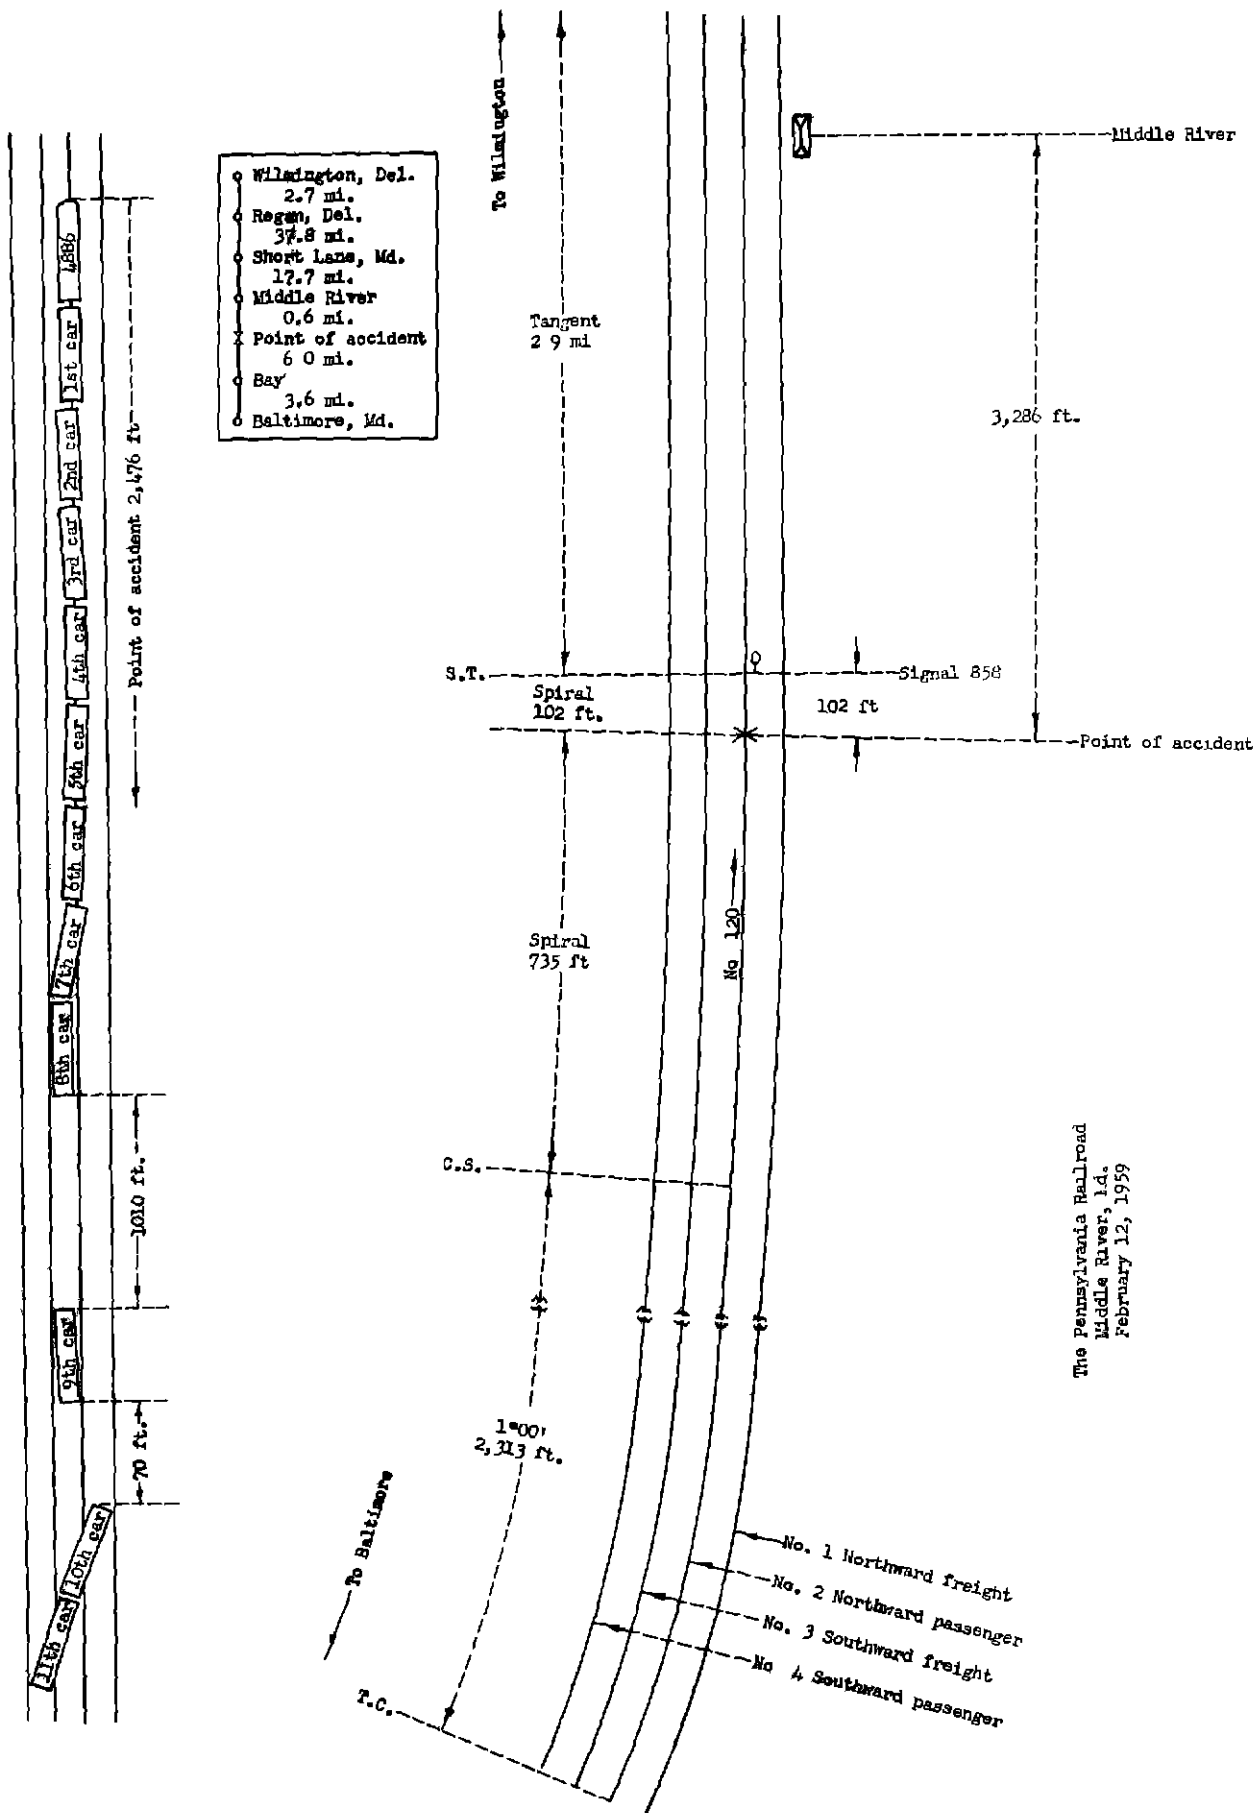 To Wilmington
Middle River
Wilmington, Del.
2.7 mi.
Regan, Del.
37.8 mi.
Short Lane, Md.
17.7 mi.
Middle River
0.6 mi.
Point of accident
6 0 mi.
Bay
3.6 mi.
Baltimore, Md.
4886
1st car
2nd car
3rd car
4th car
5th car
6th car
7th car
8th car
9th car
10th car
11th car
Point of accident 2,476 ft
1010 ft.
70 ft.
Tangent
2 9 mi
3,286 ft.
S.T.
Signal 858
Spiral
102 ft.
102 ft
Point of accident
Spiral
735 ft
No 120
C.S.
1°00'
2,313 ft.
To Baltimore
T.C.
No. 1 Northward freight
No. 2 Northward passenger
No. 3 Southward freight
No 4 Southward passenger
The Pennsylvania Railroad
Middle River, Md.
February 12, 1959